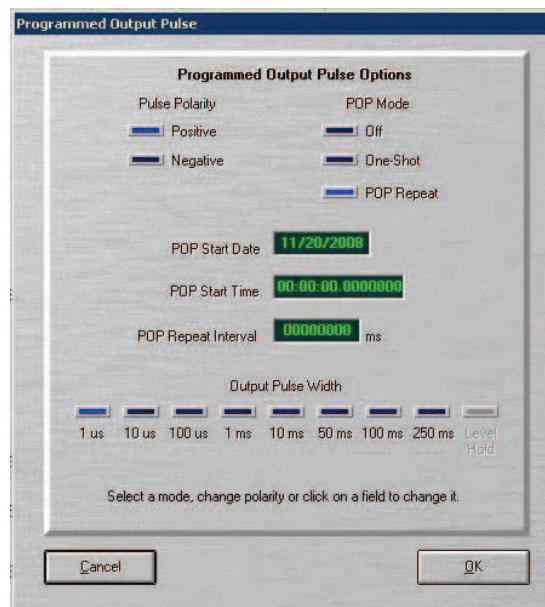 Programmed Output Pulse
Programmed Output Pulse Options
Pulse Polarity POP Mode
Positive Off
Negative One-Shot
POP Repeat
POP Start Date 11/20/2008
POP Start Time 00:00:00.0000000
POP Repeat Interval 00000000 ms
Output Pulse Width
1 us 10 us 100 us 1 ms 10 ms 50 ms 100 ms 250 ms Level Hold
Select a mode, change polarity or click on a field to change it.
Cancel OK